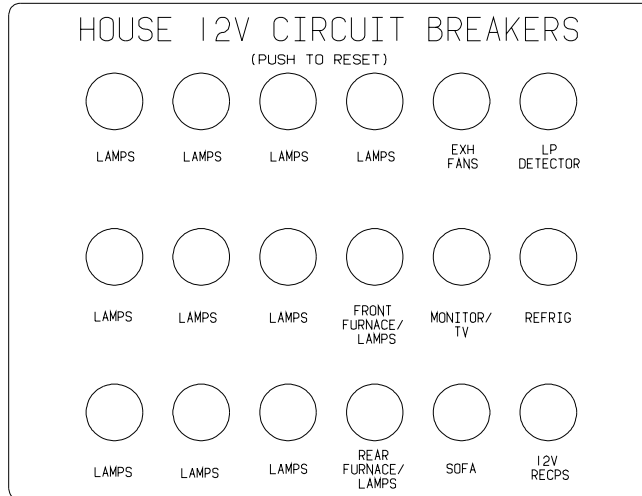 HOUSE 12V CIRCUIT BREAKERS
(PUSH TO RESET)
LAMPS
LAMPS
LAMPS
LAMPS
EXH
FANS
LP
DETECTOR
LAMPS
LAMPS
LAMPS
FRONT
FURNACE/
LAMPS
MONITOR/
TV
REFRIG
LAMPS
LAMPS
LAMPS
REAR
FURNACE/
LAMPS
SOFA
12V
RECPS